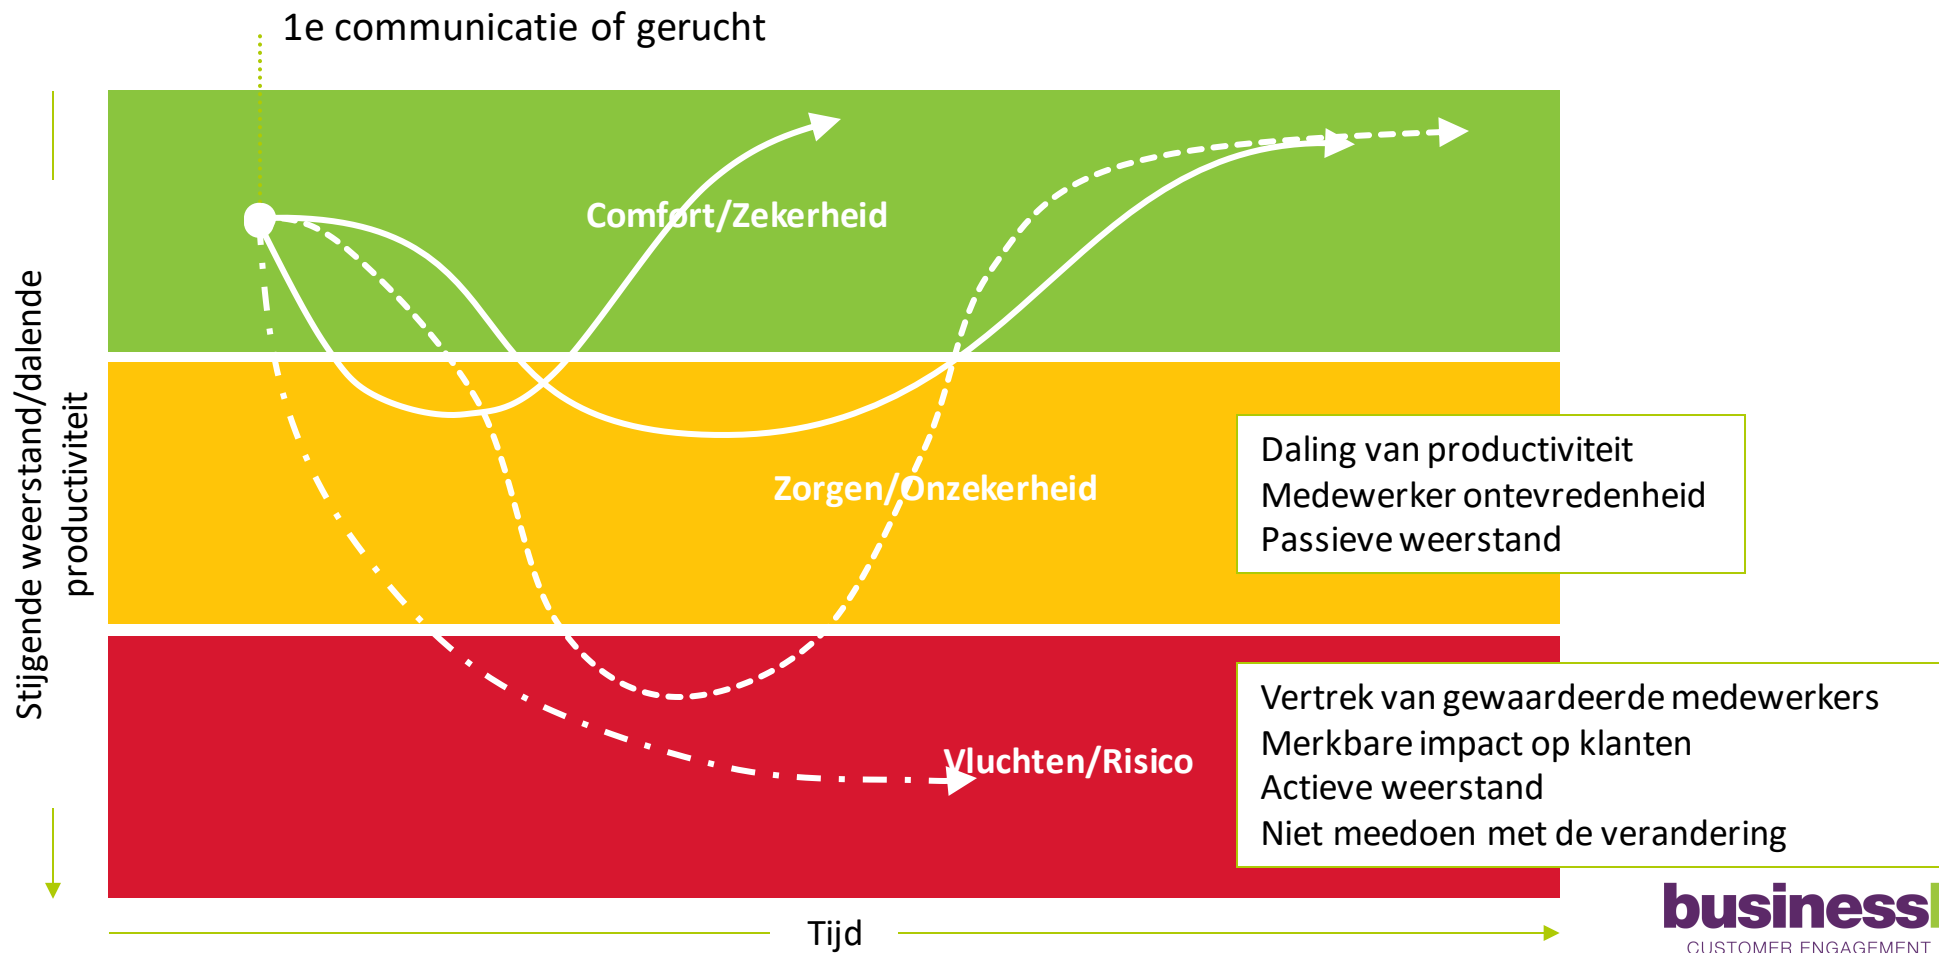 1e communicatie of gerucht
Stijgende weerstand/dalende
productiviteit
Comfort/Zekerheid
Zorgen/Onzekerheid
Daling van productiviteit
Medewerker ontevredenheid
Passieve weerstand
Vluchten/Risico
Vertrek van gewaardeerde medewerkers
Merkbare impact op klanten
Actieve weerstand
Niet meedoen met de verandering
Tijd
business
CUSTOMER ENGAGEMENT